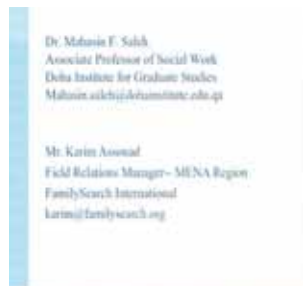 Dr. Mahasin F. Saleh
Associate Professor of Social Work
Doha Institute for Graduate Studies
Mahasin.saleh@dohainstitute.edu.qa
Mr. Karim Assouad
Field Relations Manager– MENA Region
FamilySearch International
karim@familysearch.org